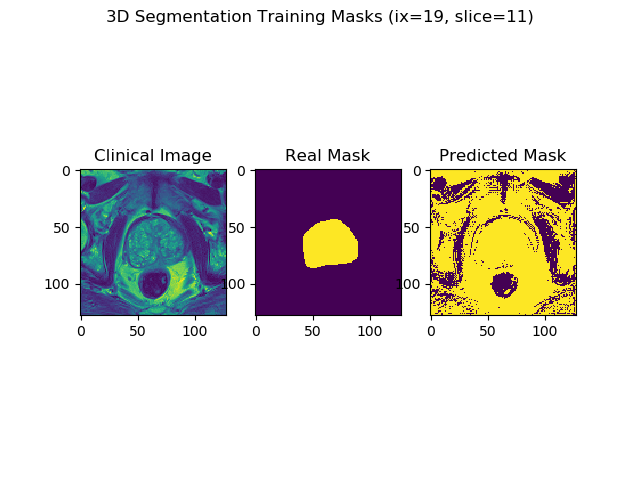 3D Segmentation Training Masks (ix=19, slice=11)
Clinical Image Real Mask Predicted Mask
0 0 0
50 50 50
100 100 100
0 100 0 50 100 0 50 100